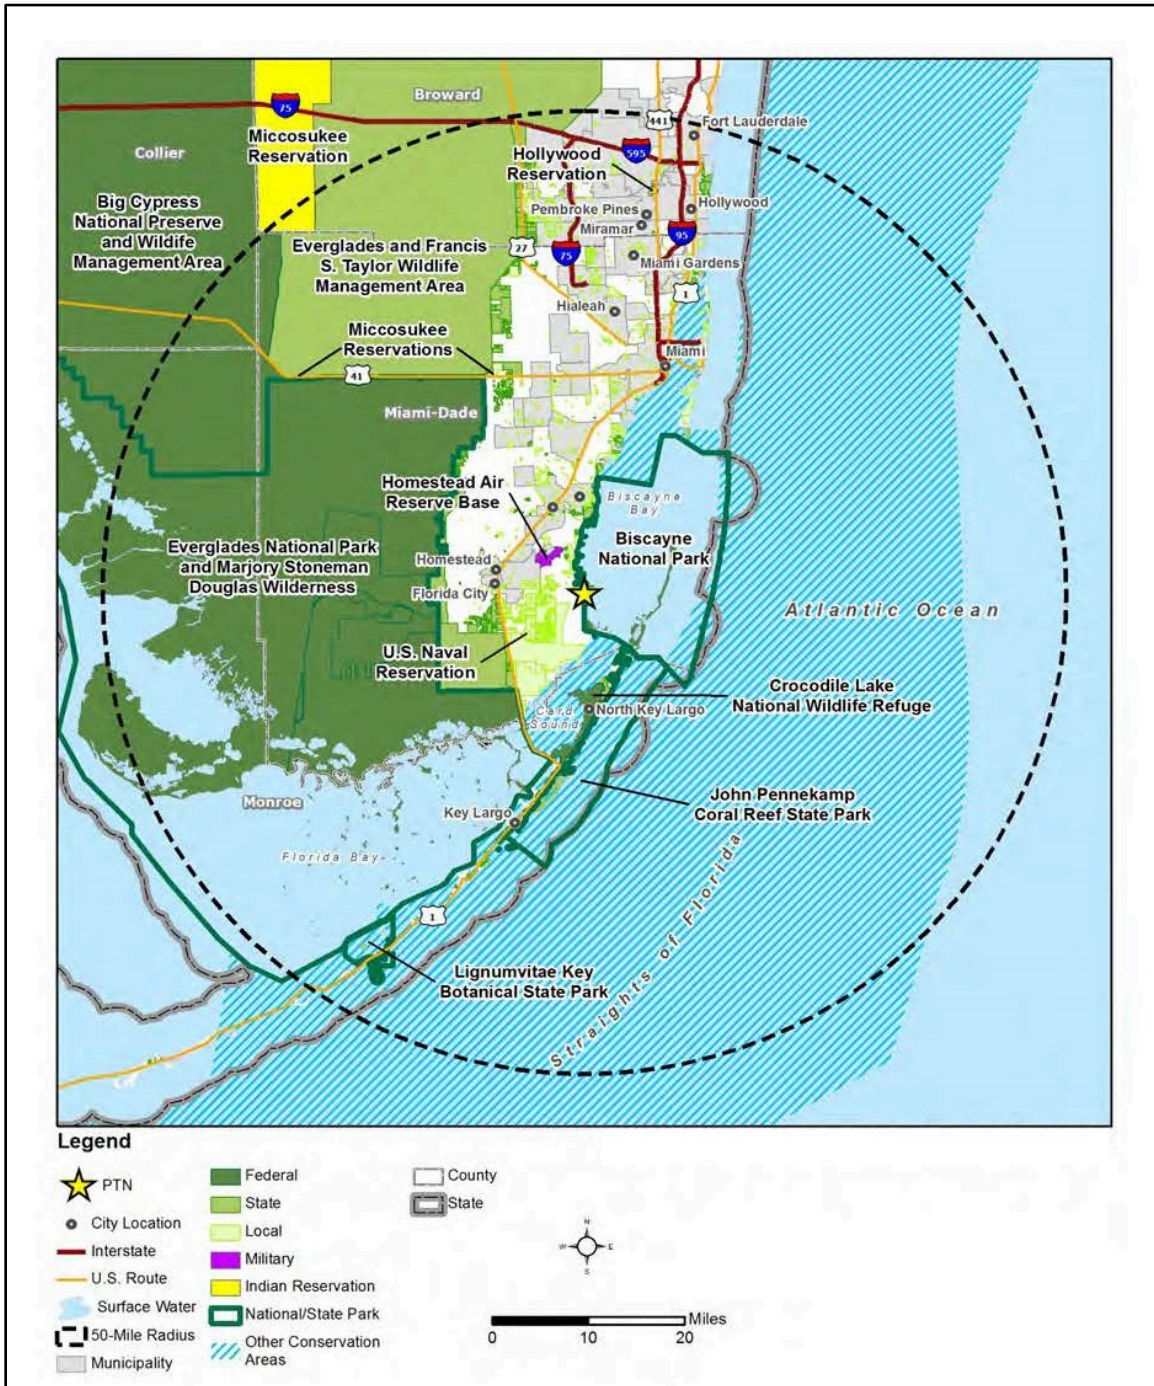 Broward
75
441
Fort Lauderdale
Miccosukee
Reservation
595
Collier
Hollywood
Reservation
Big Cypress
National Preserve
and Wildlife
Management Area
Pembroke Pines
Hollywood
Miramar
95
Everglades and Francis
S. Taylor Wildlife
Management Area
27
75
Miami Gardens
1
Hialeah
Miccosukee
Reservations
Miami
41
Miami-Dade
Homestead Air
Reserve Base
Biscayne
Bay
Biscayne
National Park
Everglades National Park
and Marjory Stoneman
Douglas Wilderness
Homestead
Florida City
Atlantic Ocean
U.S. Naval
Reservation
Crocodile Lake
National Wildlife Refuge
Card
Sound
North Key Largo
John Pennekamp
Coral Reef State Park
Monroe
Key Largo
Florida Bay
1
Straights of Florida
Lignumvitae Key
Botanical State Park
Legend
PTN
City Location
Interstate
U.S. Route
Surface Water
50-Mile Radius
Municipality
Federal
State
Local
Military
Indian Reservation
National/State Park
Other Conservation
Areas
County
State
N
W E
S
Miles
0 10 20